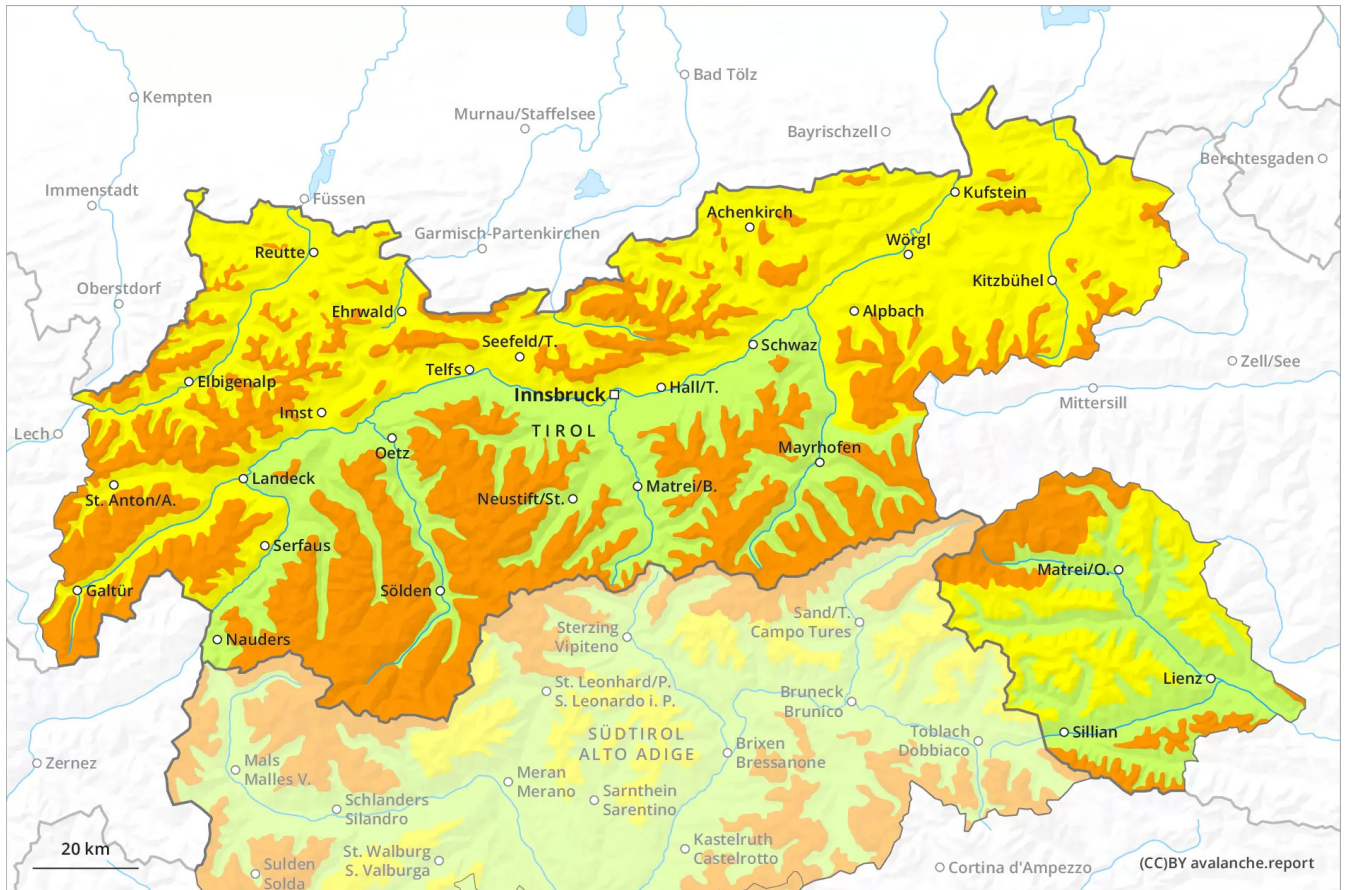 Bad Tölz
Kempten
Murnau/Staffelsee
Bayrischzell
Berchtesgaden
Immenstadt
Füssen
Kufstein
Achenkirch
Garmisch-Partenkirchen
Reutte
Wörgl
Oberstdorf
Kitzbühel
Ehrwald
Alpbach
Seefeld/T.
Schwaz
Zell/See
Telfs
Elbigenalp
Innsbruck
Hall/T.
Mittersill
Imst
Lech
TIROL
Oetz
Mayrhofen
Landeck
St. Anton/A.
Neustift/St.
Matrei/B.
Serfaus
Matrei/O.
Galtür
Sölden
Sand/T.
Campo Tures
Sterzing
Vipiteno
Nauders
Lienz
St. Leonhard/P.
S. Leonardo i. P.
Bruneck
Brunico
Sillian
SÜDTIROL
ALTO ADIGE
Toblach
Dobbiaco
Brixen
Bressanone
Zernez
Mals
Malles V.
Meran
Merano
Sarnthein
Sarentino
Schlanders
Silandro
Kastelruth
Castelrotto
20 km
St. Walburg
S. Valburga
Sulden
Solda
Cortina d'Ampezzo
(CC)BY avalanche.report